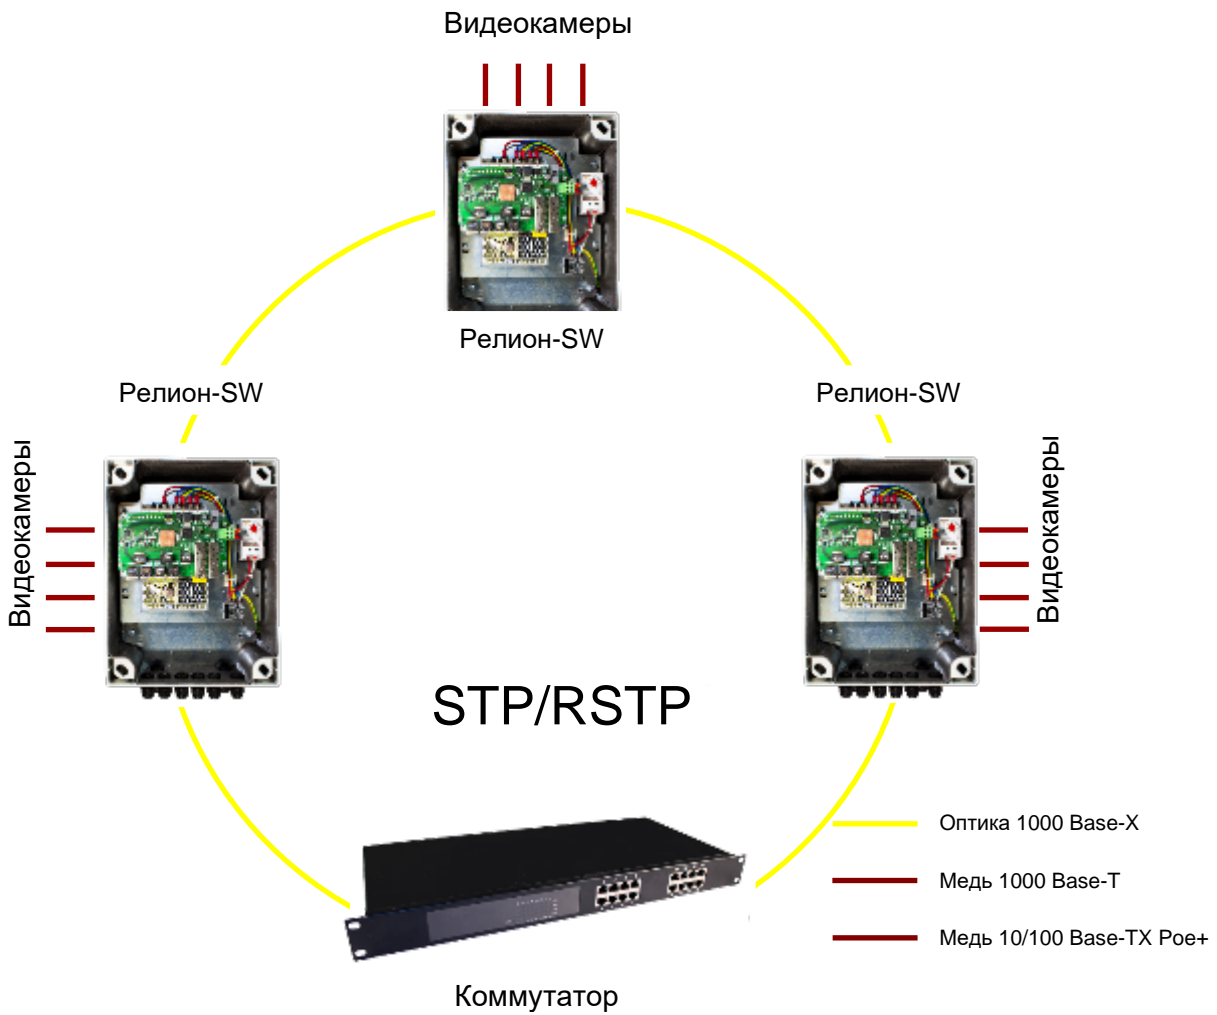 Видеокамеры
Релион-SW
Релион-SW
Релион-SW
Видеокамеры
Видеокамеры
STP/RSTP
Оптика 1000 Base-X
Медь 1000 Base-T
Медь 10/100 Base-TX Poe+
Коммутатор